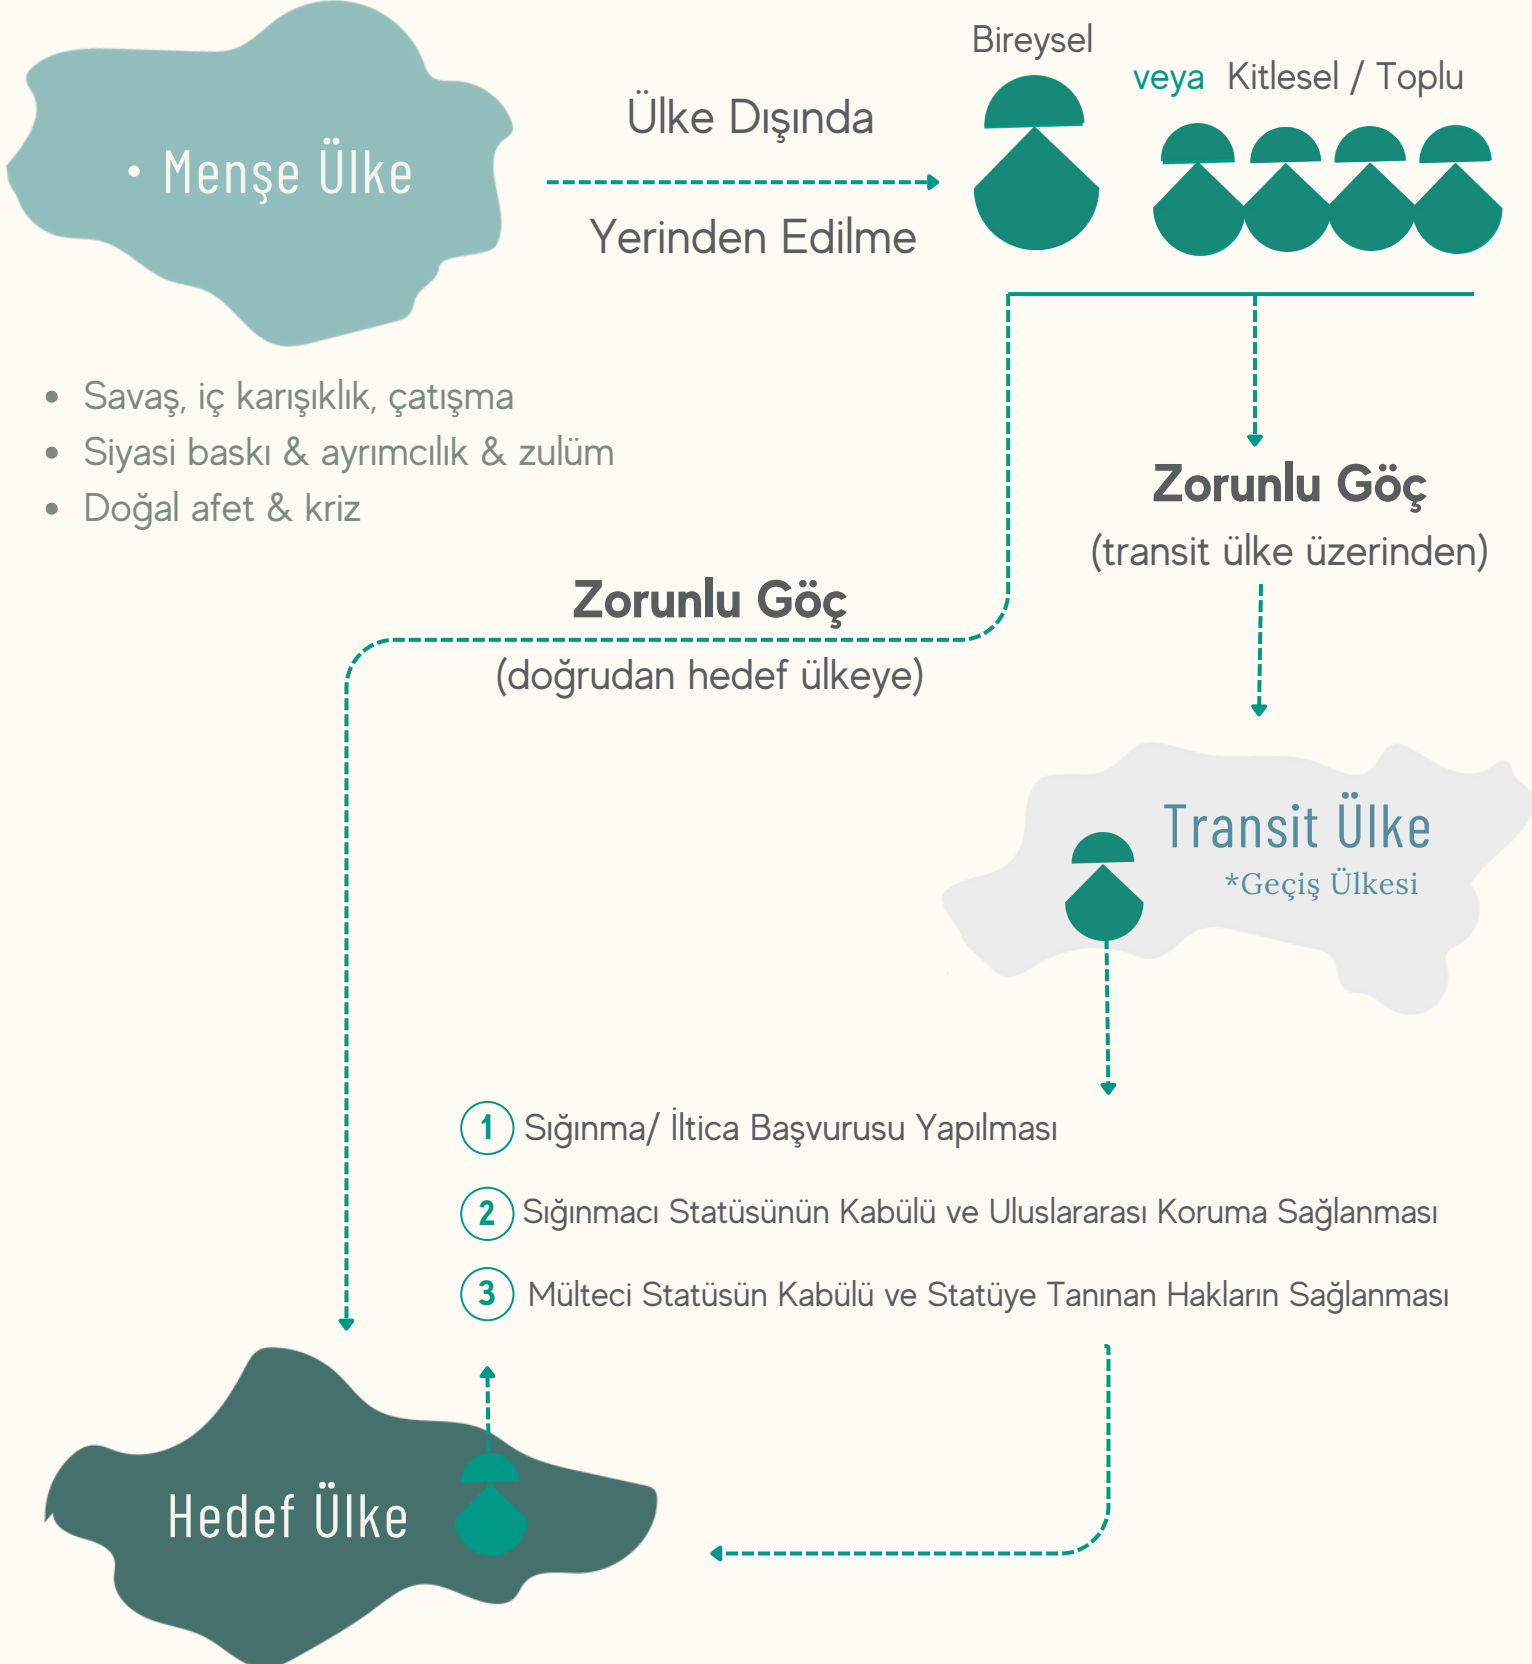 • Menşe Ülke
Ülke Dışında
Yerinden Edilme
Bireysel
veya Kitlesel / Toplu
• Savaş, iç karışıklık, çatışma
• Siyasi baskı & ayrımcılık & zulüm
• Doğal afet & kriz
Zorunlu Göç
(transit ülke üzerinden)
Zorunlu Göç
(doğrudan hedef ülkeye)
Transit Ülke
*Geçiş Ülkesi
1 Sığınma/ İltica Başvurusu Yapılması
2 Sığınmacı Statüsünün Kabülü ve Uluslararası Koruma Sağlanması
3 Mülteci Statüsün Kabülü ve Statüye Tanınan Hakların Sağlanması
Hedef Ülke